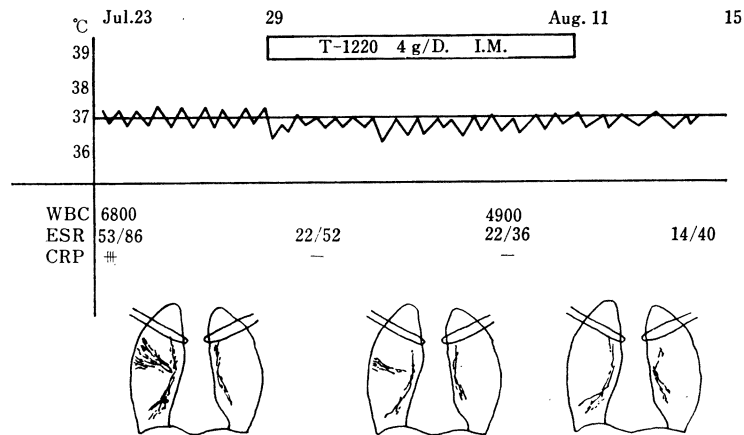 °C Jul.23 29 Aug. 11 15
39 T-1220 4 g/D. I.M.
38
37
36
WBC 6800 4900
ESR 53/86 22/52 22/36 14/40
CRP ⧻ − −